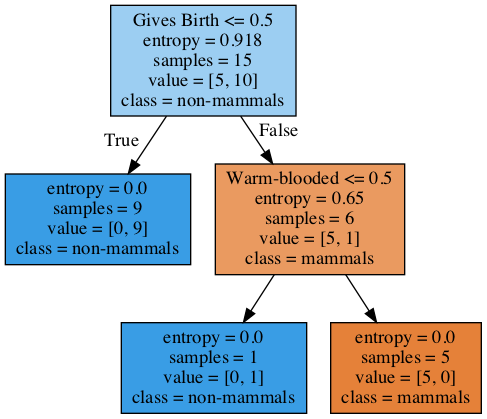 Gives Birth <= 0.5
entropy = 0.918
samples = 15
value = [5, 10]
class = non-mammals
True
False
entropy = 0.0
samples = 9
value = [0, 9]
class = non-mammals
Warm-blooded <= 0.5
entropy = 0.65
samples = 6
value = [5, 1]
class = mammals
entropy = 0.0
samples = 1
value = [0, 1]
class = non-mammals
entropy = 0.0
samples = 5
value = [5, 0]
class = mammals